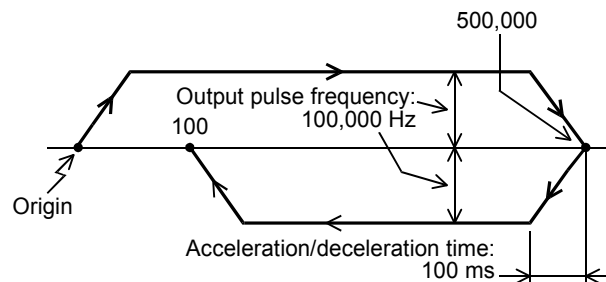 500,000
Output pulse frequency:
100,000 Hz
100
Origin
Acceleration/deceleration time:
100 ms